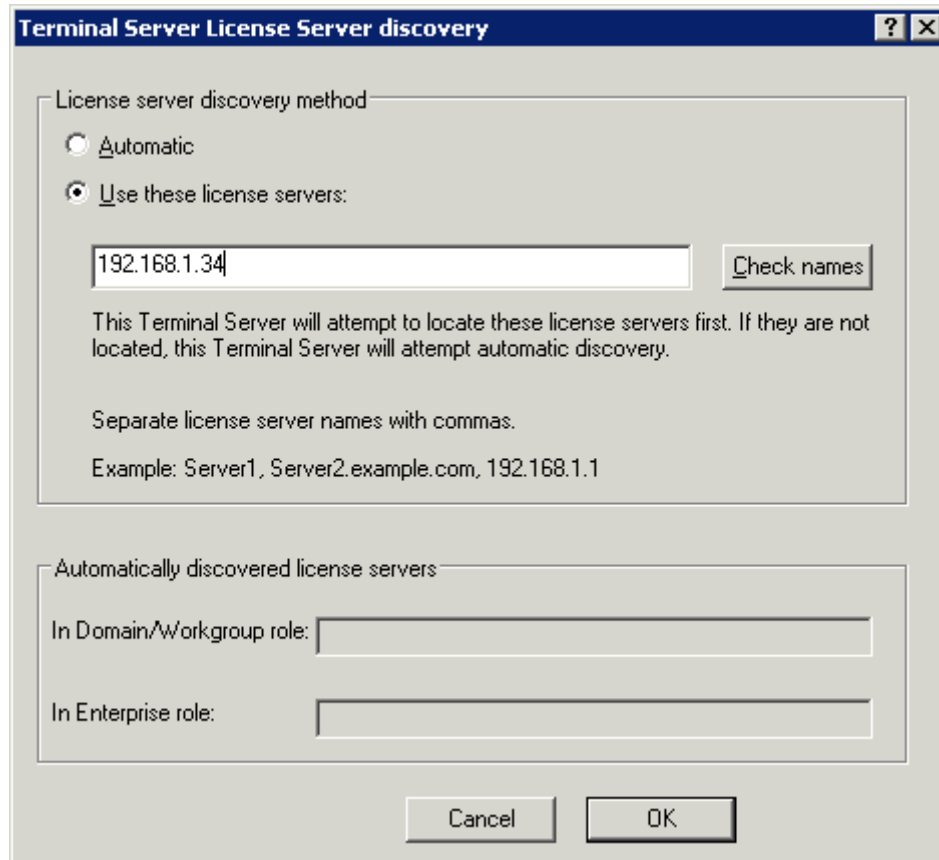 Terminal Server License Server discovery
License server discovery method
Automatic
Use these license servers:
192.168.1.34
Check names
This Terminal Server will attempt to locate these license servers first. If they are not
located, this Terminal Server will attempt automatic discovery.
Separate license server names with commas.
Example: Server1, Server2.example.com, 192.168.1.1
Automatically discovered license servers
In Domain/Workgroup role:
In Enterprise role:
Cancel
OK